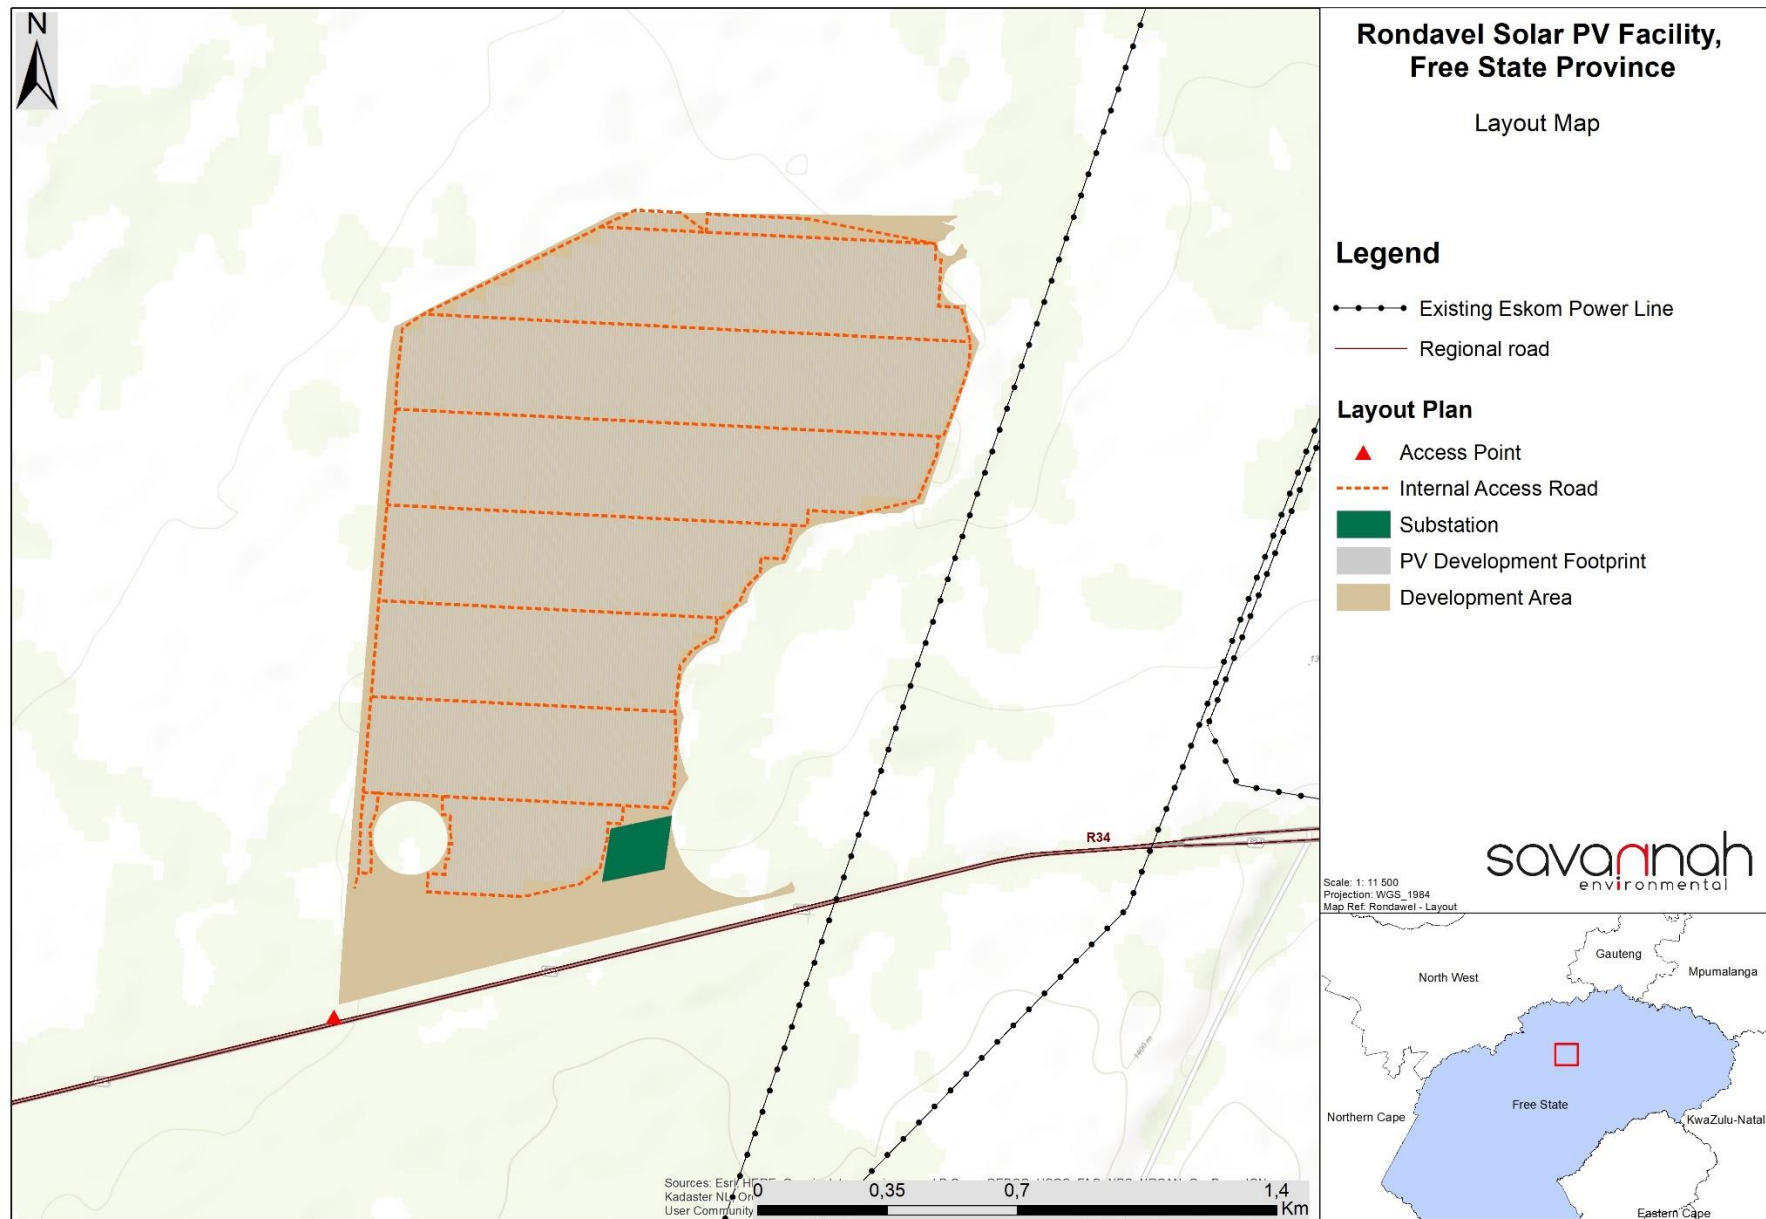 N
Rondavel Solar PV Facility,
Free State Province
Layout Map
Legend
Existing Eskom Power Line
Regional road
Layout Plan
Access Point
Internal Access Road
Substation
PV Development Footprint
Development Area
R34
1400 m
savannah
environmental
Scale: 1: 11 500
Projection: WGS_1984
Map Ref: Rondawel - Layout
Gauteng
North West
Mpumalanga
Northern Cape
Free State
KwaZulu-Natal
Eastern Cape
Sources: Esri,
Kadaster NL,
User Community
0 0,35 0,7 1,4
Km